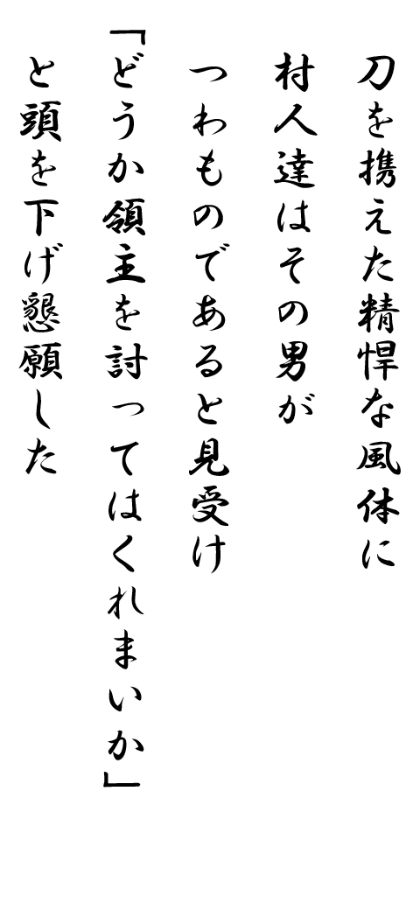 刀を携えた精悍な風体に
村人達はその男が
つわものであると見受け
「どうか領主を討ってはくれまいか」
と頭を下げ懇願した